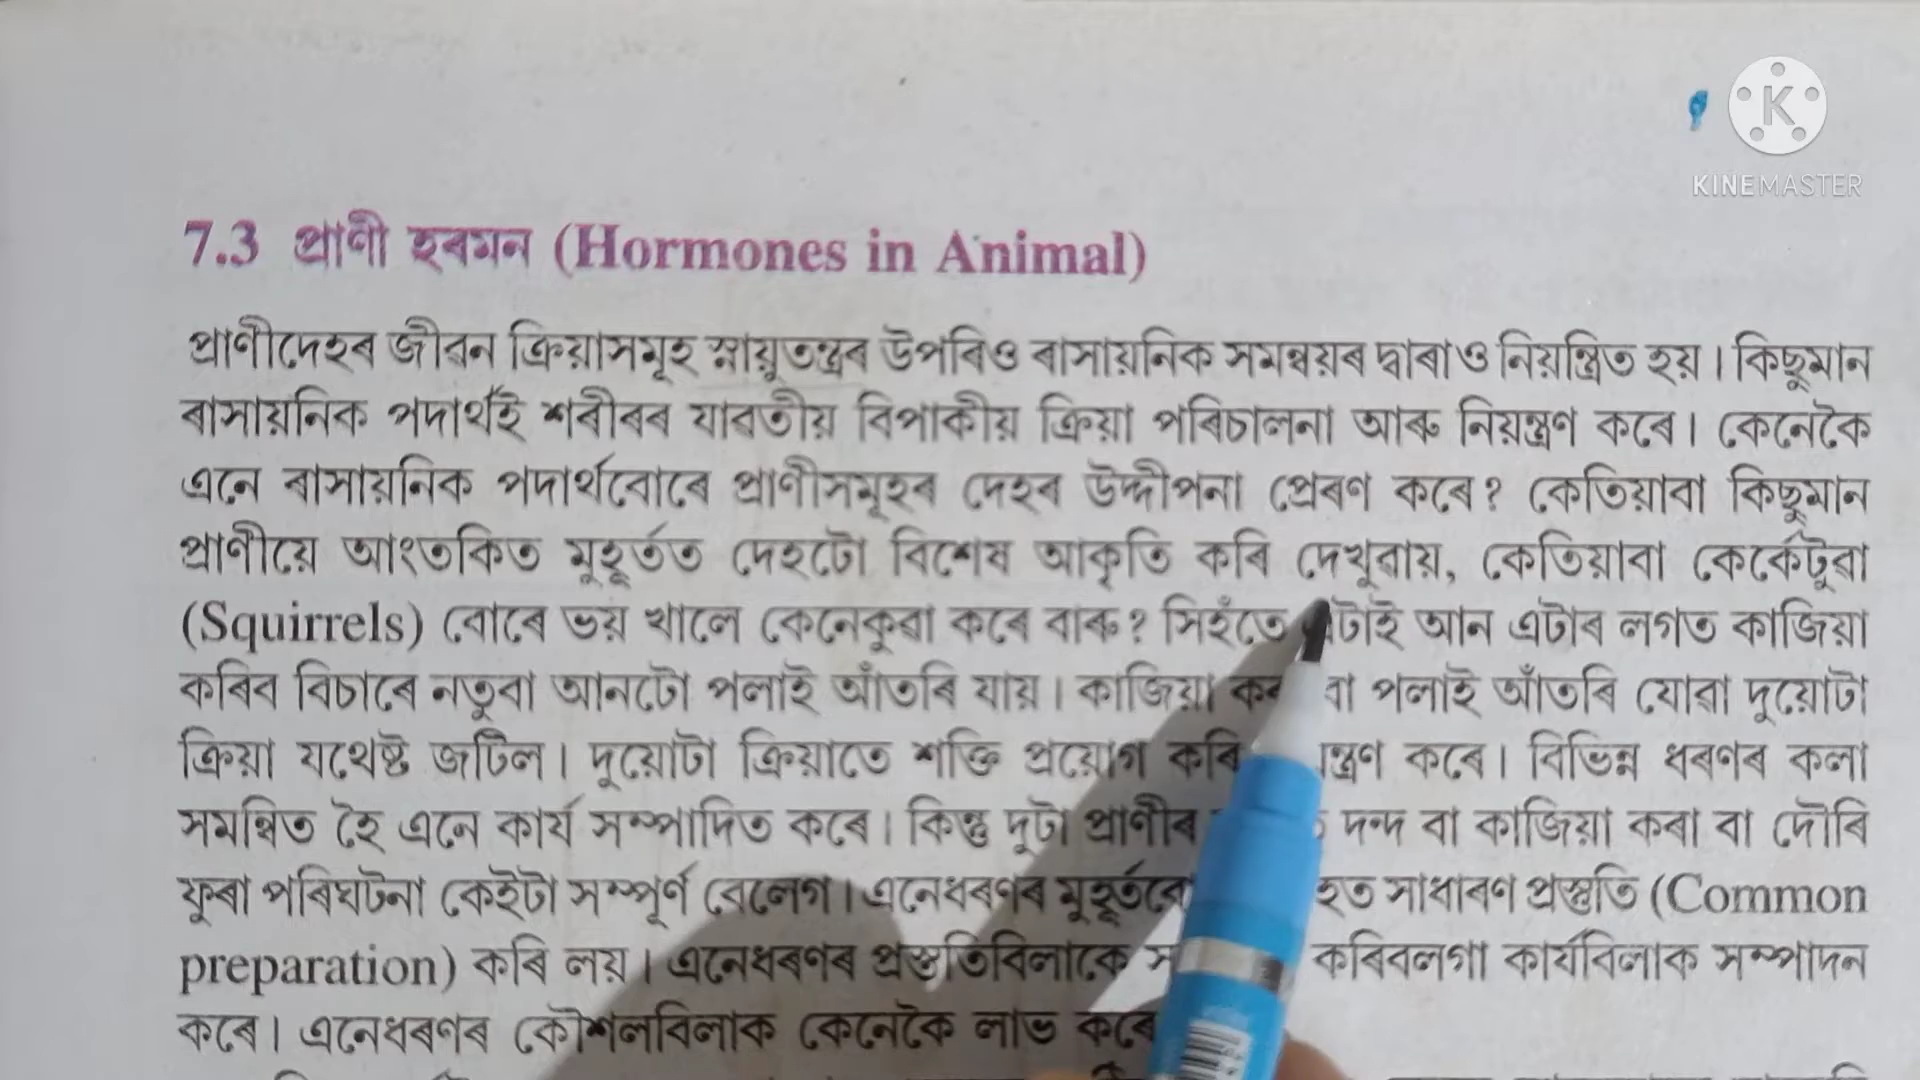 KINEMASTER
7.3 প্ৰাণী হৰমন (Hormones in Animal)
প্ৰাণীদেহৰ জীৱন ক্ৰিয়াসমূহ স্নায়ুতন্ত্ৰৰ উপৰিও ৰাসায়নিক সমন্বয়ৰ দ্বাৰাও নিয়ন্ত্ৰিত হয়। কিছুমান
ৰাসায়নিক পদাৰ্থই শৰীৰৰ যাৱতীয় বিপাকীয় ক্ৰিয়া পৰিচালনা আৰু নিয়ন্ত্ৰণ কৰে। কেনেকৈ
এনে ৰাসায়নিক পদাৰ্থবোৰে প্ৰাণীসমূহৰ দেহৰ উদ্দীপনা প্ৰেৰণ কৰে? কেতিয়াবা কিছুমান
প্ৰাণীয়ে আংতকিত মুহূৰ্তত দেহটো বিশেষ আকৃতি কৰি দেখুৱায়, কেতিয়াবা কেৰ্কেটুৱা
(Squirrels) বোৰে ভয় খালে কেনেকুৱা কৰে বাৰু? সিহঁতে আন এটাৰ লগত কাজিয়া
কৰিব বিচাৰে নতুবা আনটো পলাই আঁতৰি যায়। কাজিয়া পলাই আঁতৰি যোৱা দুয়োটা
ক্ৰিয়া যথেষ্ট জটিল। দুয়োটা ক্ৰিয়াতে শক্তি প্ৰয়োগ কৰি কৰে। বিভিন্ন ধৰণৰ কলা
সমন্বিত হৈ এনে কাৰ্য সম্পাদিত কৰে। কিন্তু দুটা প্ৰাণীৰ দন্দ বা কাজিয়া কৰা বা দৌৰি
ফুৰা পৰিঘটনা কেইটা সম্পূৰ্ণ বেলেগ। এনেধৰণৰ সাধাৰণ প্ৰস্তুতি (Common
preparation) কৰি লয়। এনেধৰণৰ প্ৰস্তুতিবিলাকে কৰিবলগা কাৰ্যবিলাক সম্পাদন
কৰে। এনেধৰণৰ কৌশলবিলাক কেনেকৈ লাভ কৰে